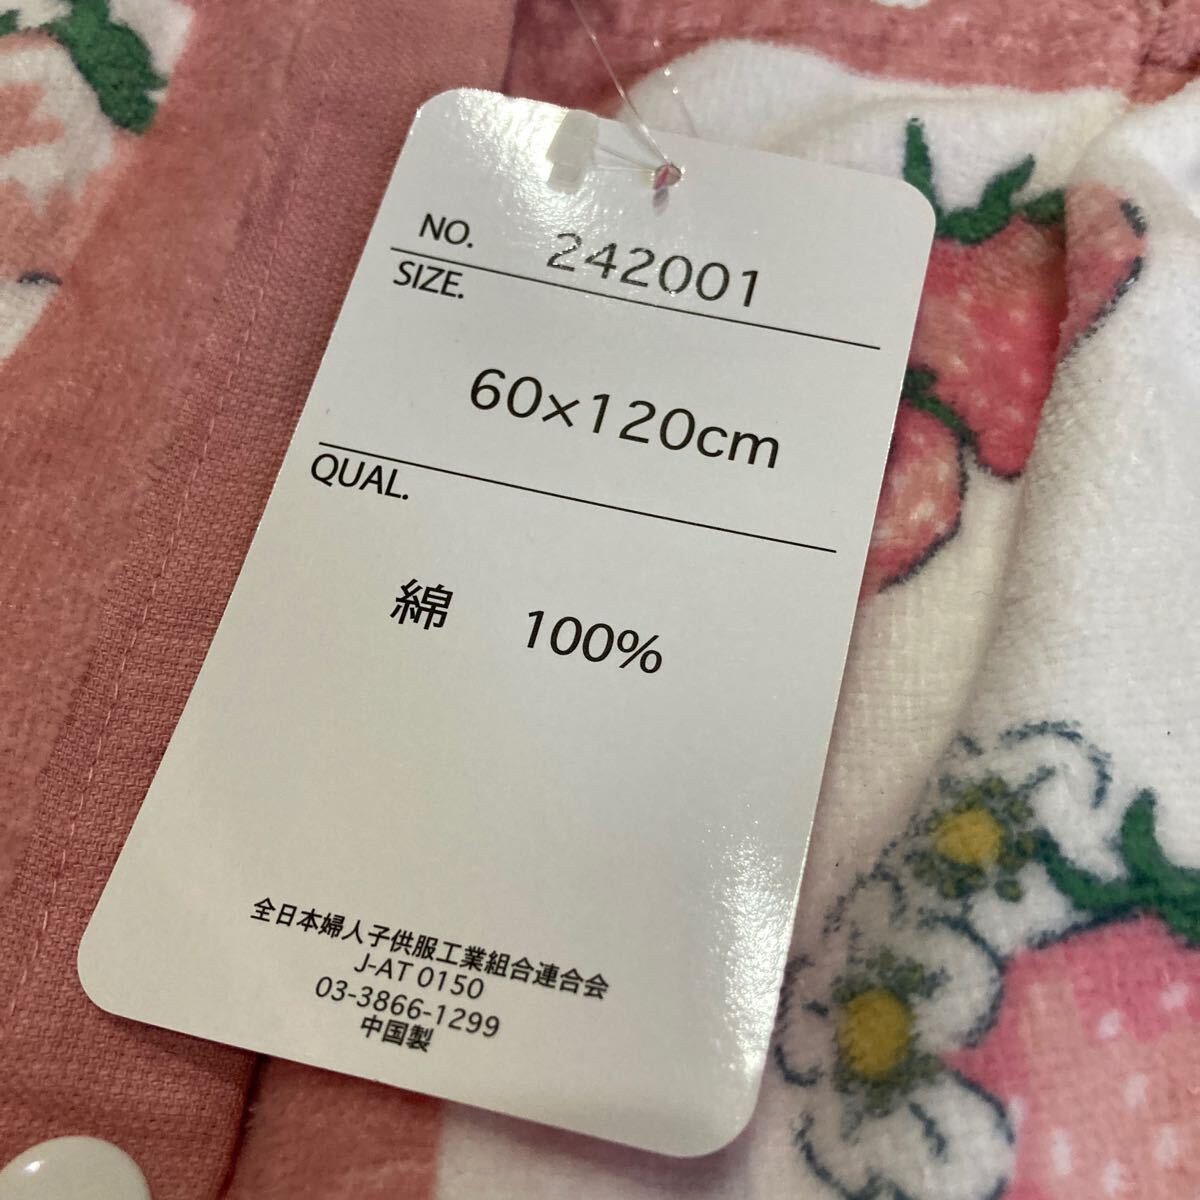 NO. 242001
SIZE.
60×120cm
QUAL.
綿 100%
全日本婦人子供服工業組合連合会
J-AT 0150
03-3866-1299
中国製